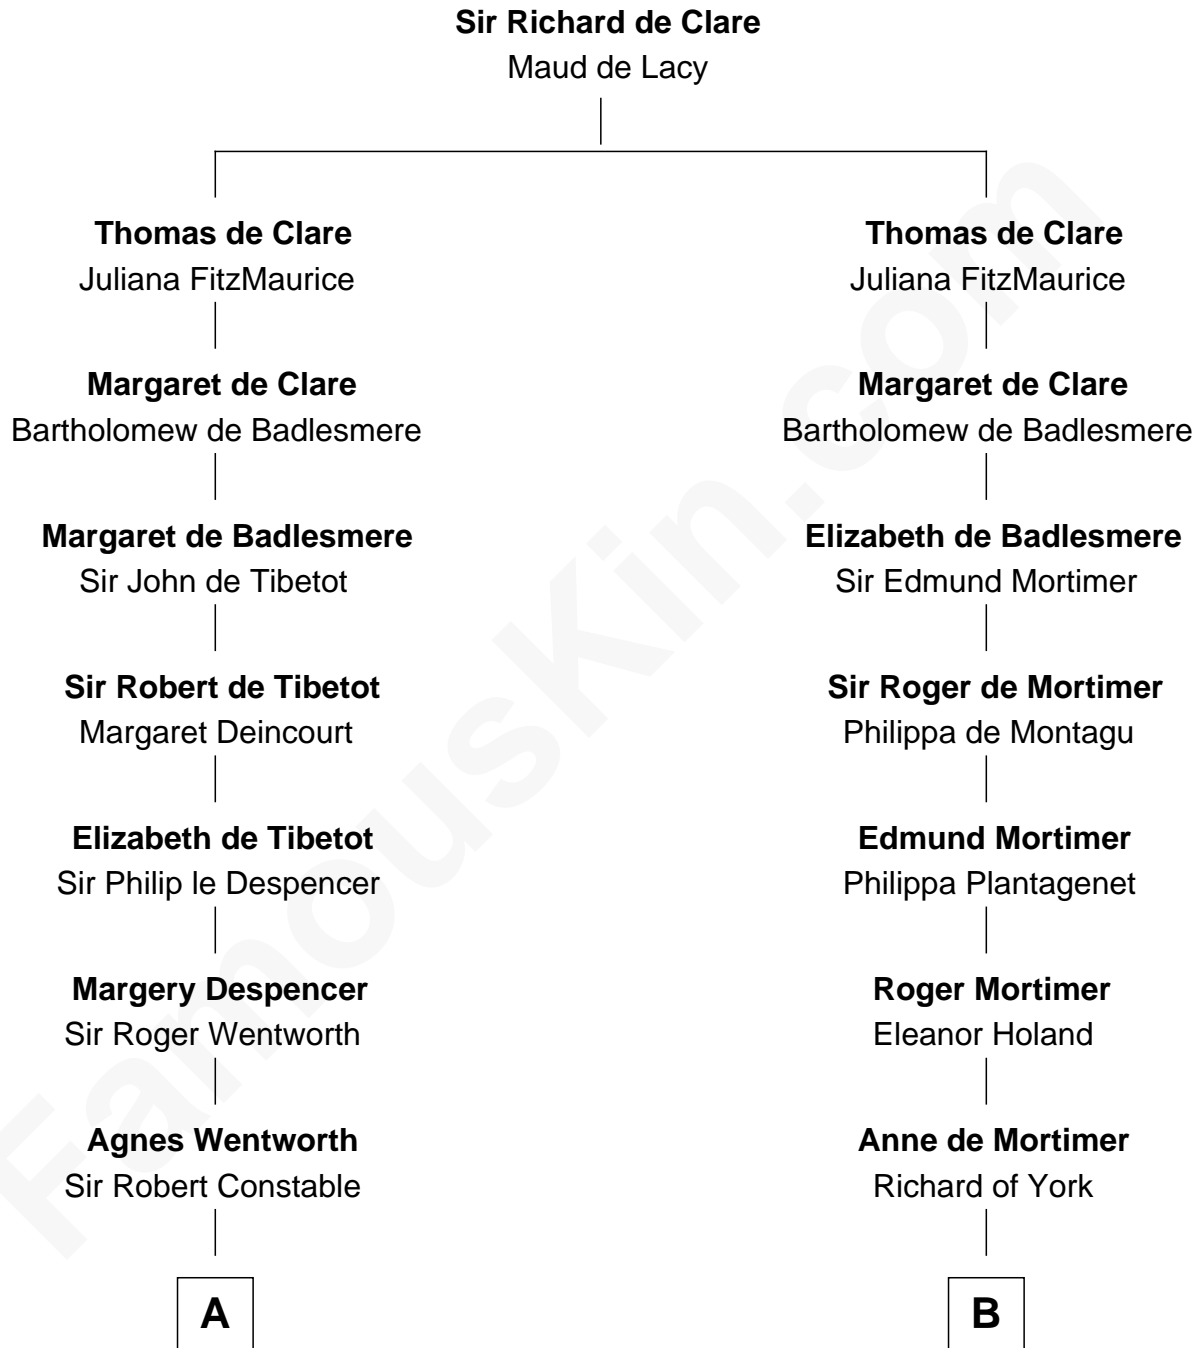 Sir Richard de Clare
Maud de Lacy
Thomas de Clare
Juliana FitzMaurice
Margaret de Clare
Bartholomew de Badlesmere
Margaret de Badlesmere
Sir John de Tibetot
Sir Robert de Tibetot
Margaret Deincourt
Elizabeth de Tibetot
Sir Philip le Despencer
Margery Despencer
Sir Roger Wentworth
Agnes Wentworth
Sir Robert Constable
A
Thomas de Clare
Juliana FitzMaurice
Margaret de Clare
Bartholomew de Badlesmere
Elizabeth de Badlesmere
Sir Edmund Mortimer
Sir Roger de Mortimer
Philippa de Montagu
Edmund Mortimer
Philippa Plantagenet
Roger Mortimer
Eleanor Holand
Anne de Mortimer
Richard of York
B
FamousKin.com